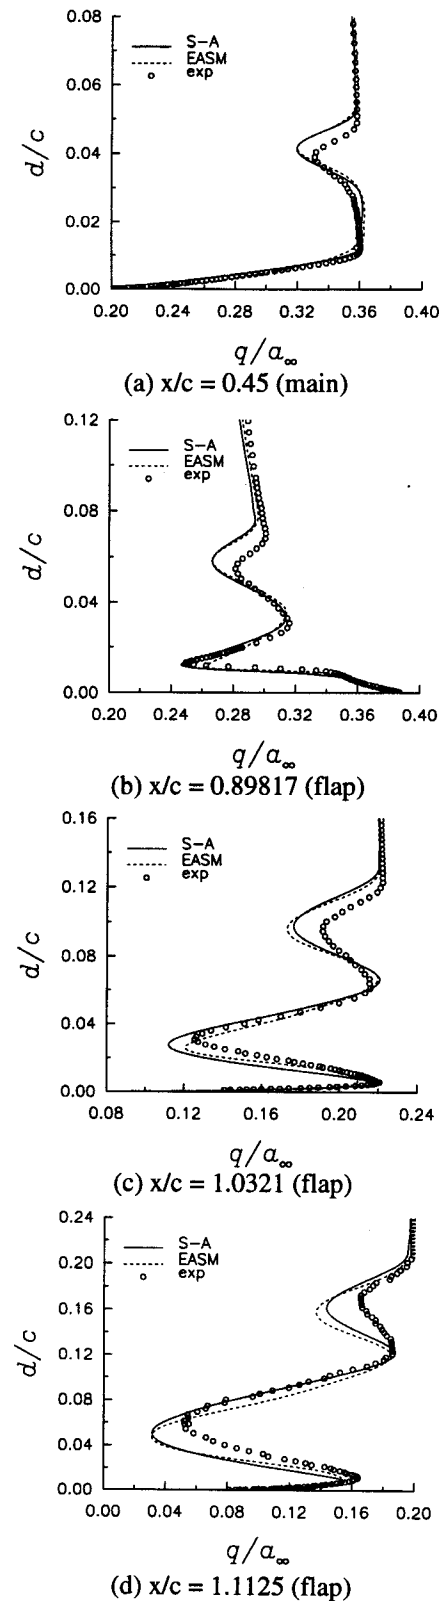 0.08
S-A
EASM
exp
0.06
d/c
0.04
0.02
0.00
0.20 0.24 0.28 0.32 0.36 0.40
q/a∞
(a) x/c = 0.45 (main)
0.12
S-A
EASM
exp
0.08
d/c
0.04
0.00
0.20 0.24 0.28 0.32 0.36 0.40
q/a∞
(b) x/c = 0.89817 (flap)
0.16
S-A
EASM
exp
0.12
d/c
0.08
0.04
0.00
0.08 0.12 0.16 0.20 0.24
q/a∞
(c) x/c = 1.0321 (flap)
0.24
S-A
EASM
exp
0.20
0.16
d/c
0.12
0.08
0.04
0.00
0.00 0.04 0.08 0.12 0.16 0.20
q/a∞
(d) x/c = 1.1125 (flap)